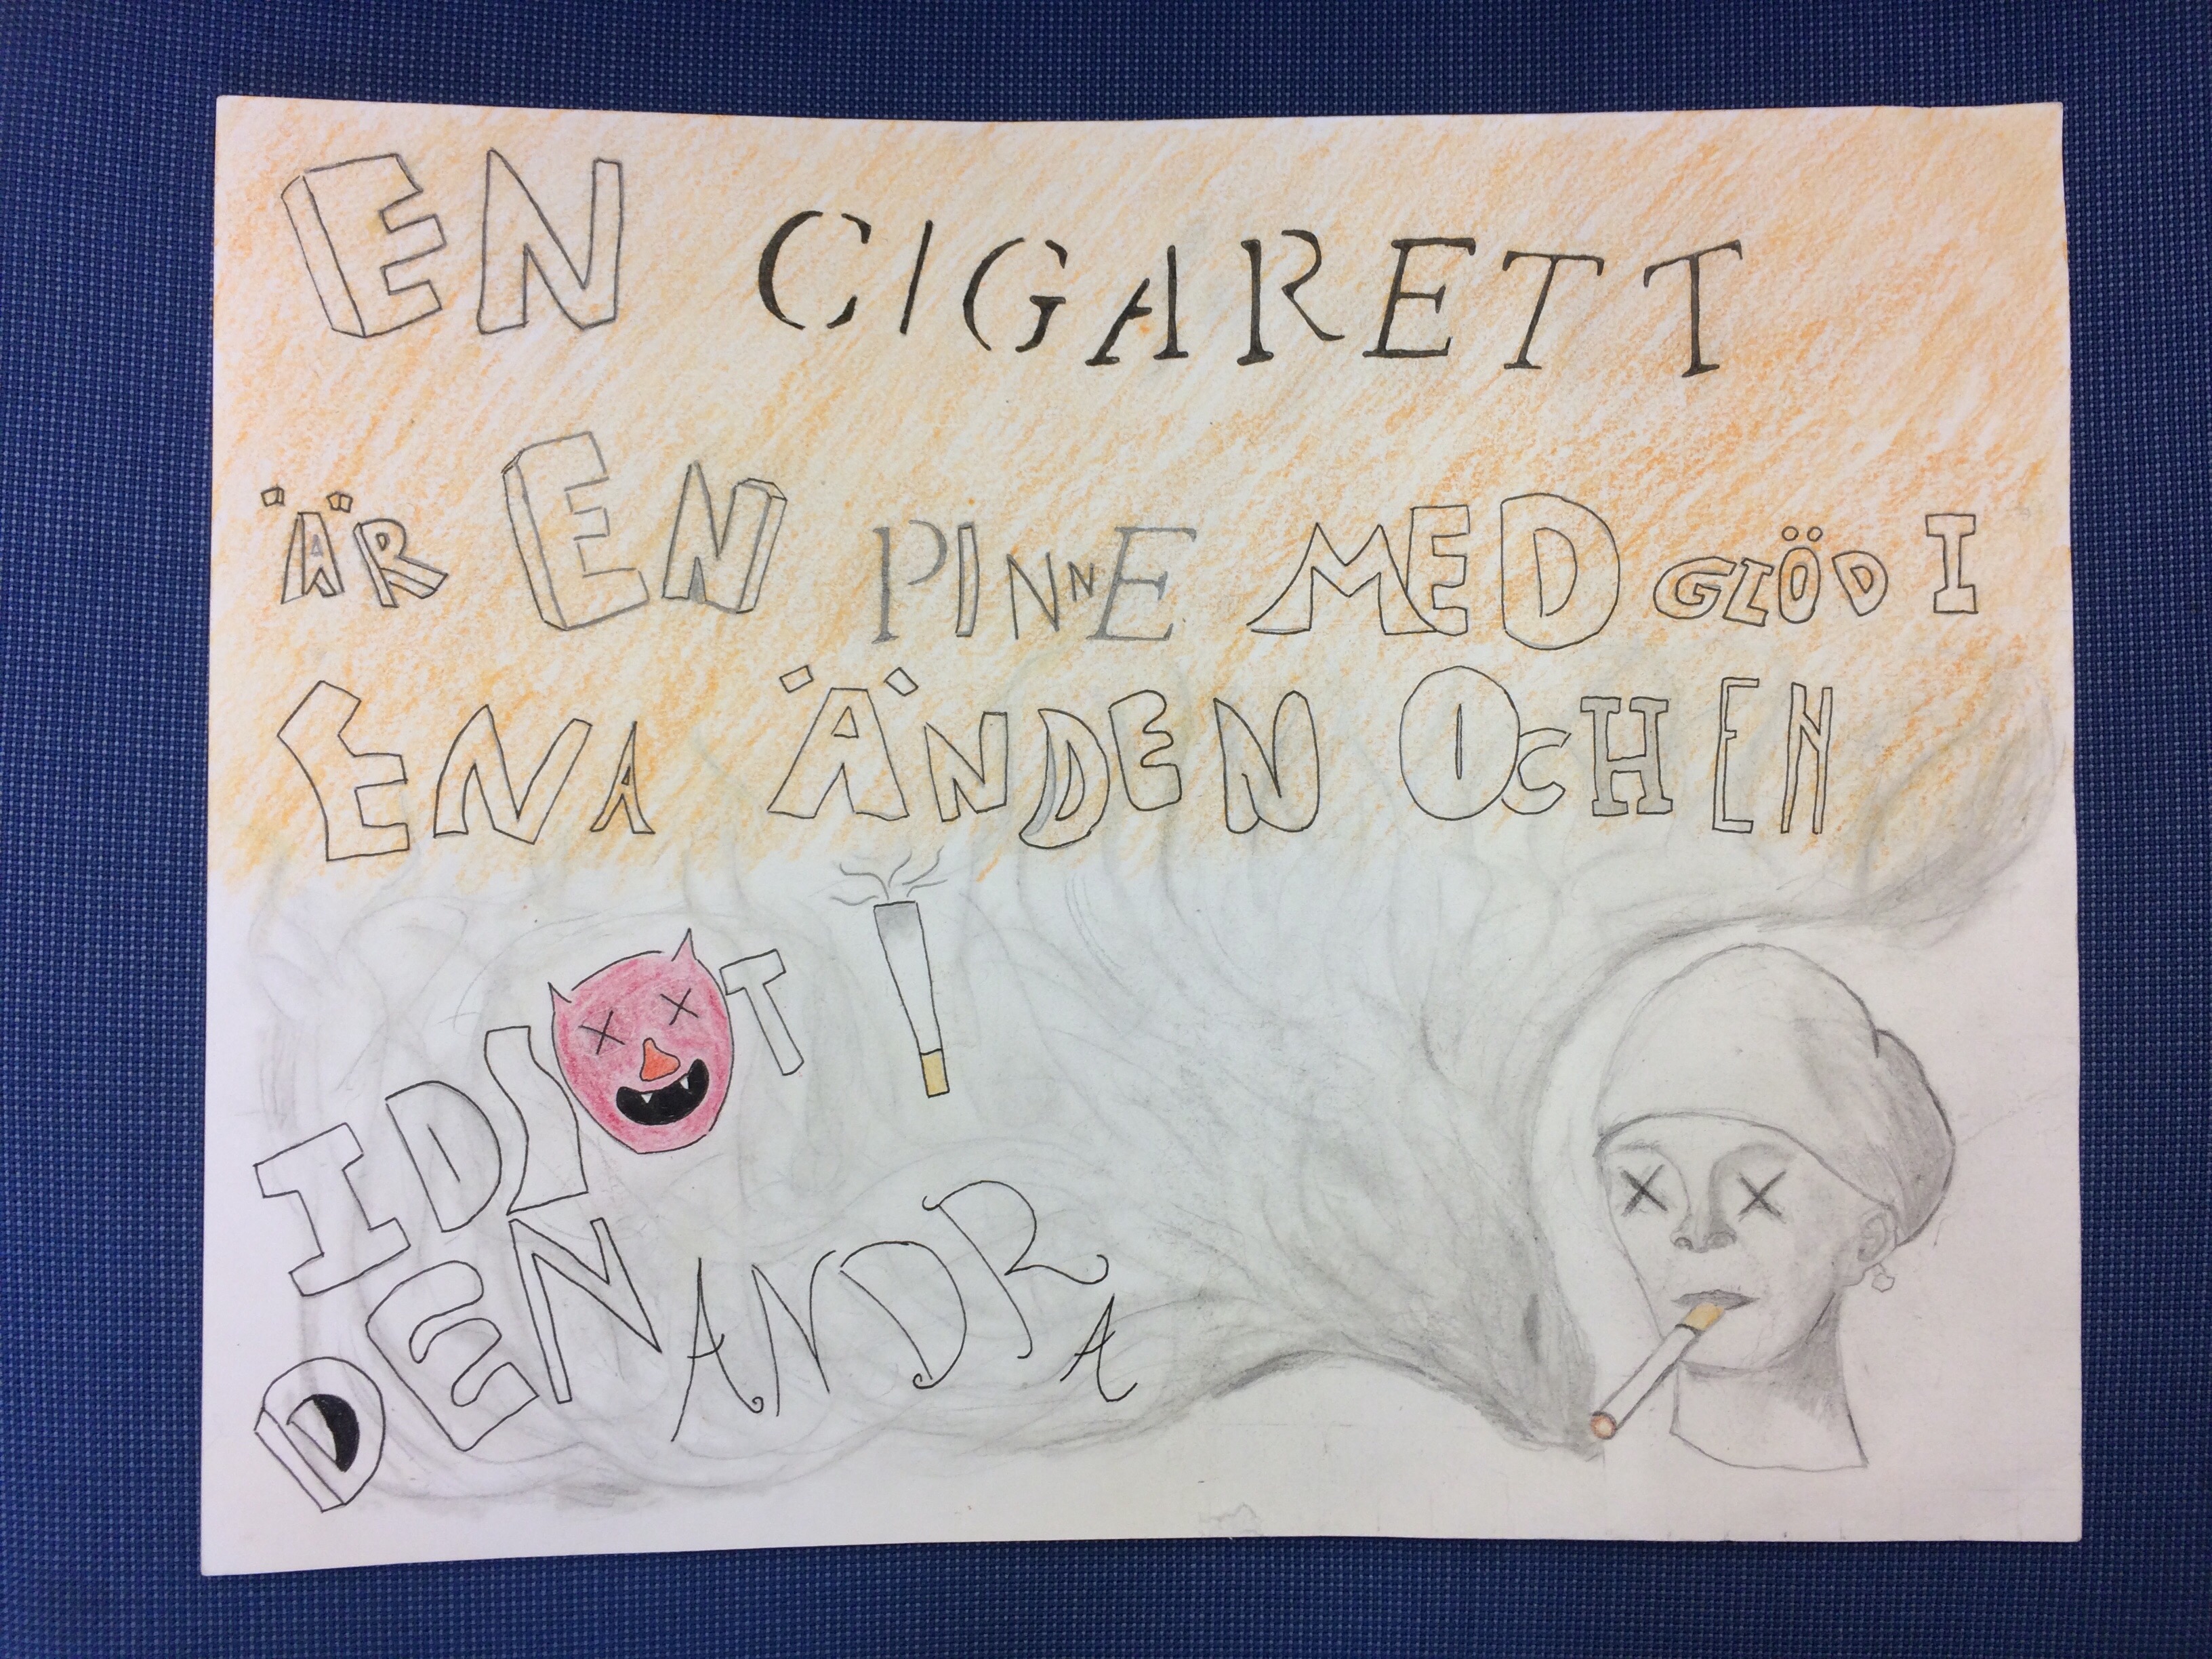 EN CIGARETT
ÄR EN PINNE MED GLÖD I
ENA ÄNDEN OCH EN
IDIOT !
DEN ANDRA